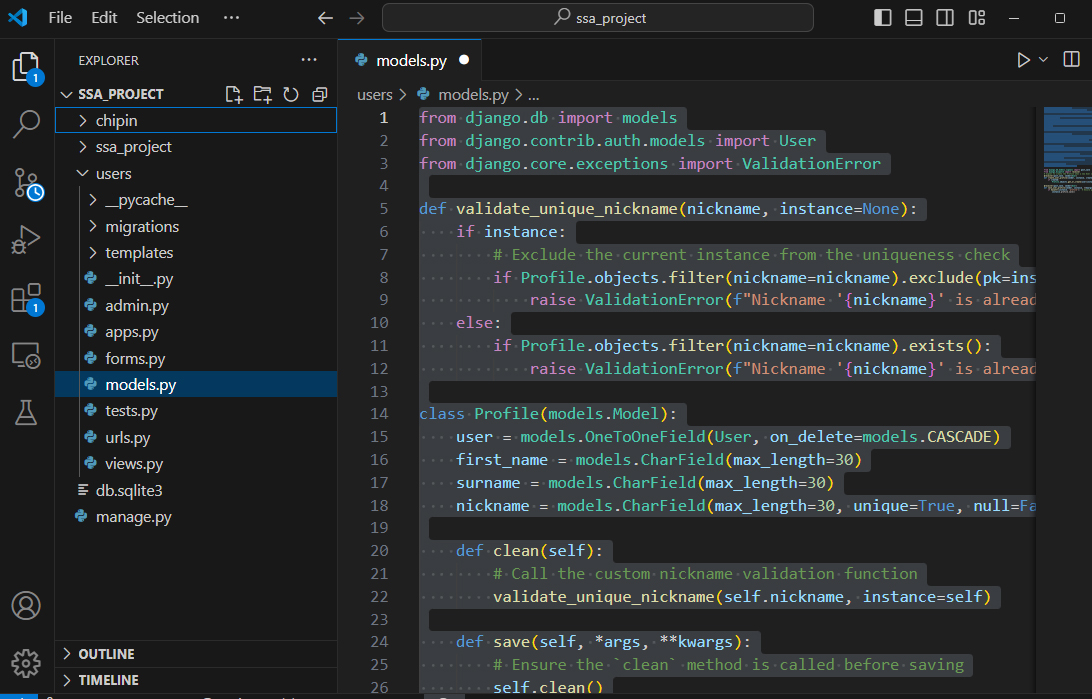 File Edit Selection ··· ssa_project
EXPLORER ···
SSA_PROJECT
chipin
ssa_project
users
__pycache__
migrations
templates
__init__.py
admin.py
apps.py
forms.py
models.py
tests.py
urls.py
views.py
db.sqlite3
manage.py
OUTLINE
TIMELINE
1
1
models.py
users > models.py > ...
1 from django.db import models
2 from django.contrib.auth.models import User
3 from django.core.exceptions import ValidationError
4
5 def validate_unique_nickname(nickname, instance=None):
6     if instance:
7         # Exclude the current instance from the uniqueness check
8         if Profile.objects.filter(nickname=nickname).exclude(pk=ins
9             raise ValidationError(f"Nickname '{nickname}' is alread
10     else:
11         if Profile.objects.filter(nickname=nickname).exists():
12             raise ValidationError(f"Nickname '{nickname}' is alread
13
14 class Profile(models.Model):
15     user = models.OneToOneField(User, on_delete=models.CASCADE)
16     first_name = models.CharField(max_length=30)
17     surname = models.CharField(max_length=30)
18     nickname = models.CharField(max_length=30, unique=True, null=Fa
19
20     def clean(self):
21         # Call the custom nickname validation function
22         validate_unique_nickname(self.nickname, instance=self)
23
24     def save(self, *args, **kwargs):
25         # Ensure the `clean` method is called before saving
26         self.clean()